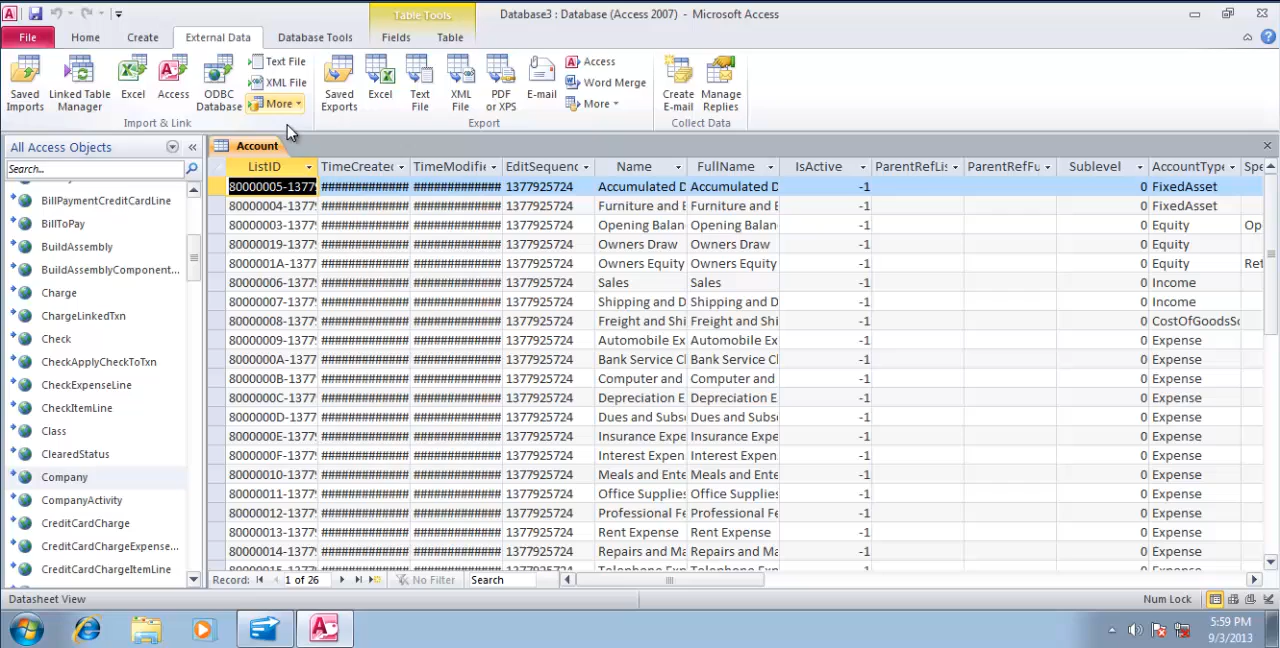 Table Tools
Database3 : Database (Access 2007) - Microsoft Access
File Home Create External Data Database Tools Fields Table
Saved Imports
Linked Table Manager
Excel
Access
ODBC Database
Text File
XML File
More
Import & Link
Saved Exports
Excel
Text File
XML File
PDF or XPS
E-mail
Access
Word Merge
More
Export
Create E-mail
Manage Replies
Collect Data
All Access Objects
Search...
BillPaymentCreditCardLine
BillToPay
BuildAssembly
BuildAssemblyComponent...
Charge
ChargeLinkedTxn
Check
CheckApplyCheckToTxn
CheckExpenseLine
CheckItemLine
Class
ClearedStatus
Company
CompanyActivity
CreditCardCharge
CreditCardChargeExpense...
CreditCardChargeItemLine
Account
ListID TimeCreated TimeModifie EditSequenc Name FullName IsActive ParentRefList ParentRefFu Sublevel AccountType Spe
80000005-1377 ############# ############# 1377925724 Accumulated D Accumulated D -1 0 FixedAsset
80000004-1377 ############# ############# 1377925724 Furniture and E Furniture and E -1 0 FixedAsset
80000003-1377 ############# ############# 1377925724 Opening Balan Opening Balan -1 0 Equity Op
80000019-1377 ############# ############# 1377925724 Owners Draw Owners Draw -1 0 Equity
8000001A-1377 ############# ############# 1377925724 Owners Equity Owners Equity -1 0 Equity Ret
80000006-1377 ############# ############# 1377925724 Sales Sales -1 0 Income
80000007-1377 ############# ############# 1377925724 Shipping and D Shipping and D -1 0 Income
80000008-1377 ############# ############# 1377925724 Freight and Shi Freight and Shi -1 0 CostOfGoodsSo
80000009-1377 ############# ############# 1377925724 Automobile Ex Automobile Ex -1 0 Expense
8000000A-1377 ############# ############# 1377925724 Bank Service Cl Bank Service Cl -1 0 Expense
8000000B-1377 ############# ############# 1377925724 Computer and Computer and -1 0 Expense
8000000C-1377 ############# ############# 1377925724 Depreciation E Depreciation E -1 0 Expense
8000000D-1377 ############# ############# 1377925724 Dues and Subs Dues and Subs -1 0 Expense
8000000E-1377 ############# ############# 1377925724 Insurance Expe Insurance Expe -1 0 Expense
8000000F-1377 ############# ############# 1377925724 Interest Expen Interest Expen -1 0 Expense
80000010-1377 ############# ############# 1377925724 Meals and Ente Meals and Ente -1 0 Expense
80000011-1377 ############# ############# 1377925724 Office Supplies Office Supplies -1 0 Expense
80000012-1377 ############# ############# 1377925724 Professional Fe Professional Fe -1 0 Expense
80000013-1377 ############# ############# 1377925724 Rent Expense Rent Expense -1 0 Expense
80000014-1377 ############# ############# 1377925724 Repairs and Ma Repairs and Ma -1 0 Expense
Record: 1 of 26 No Filter Search
Datasheet View Num Lock
5:59 PM
9/3/2013